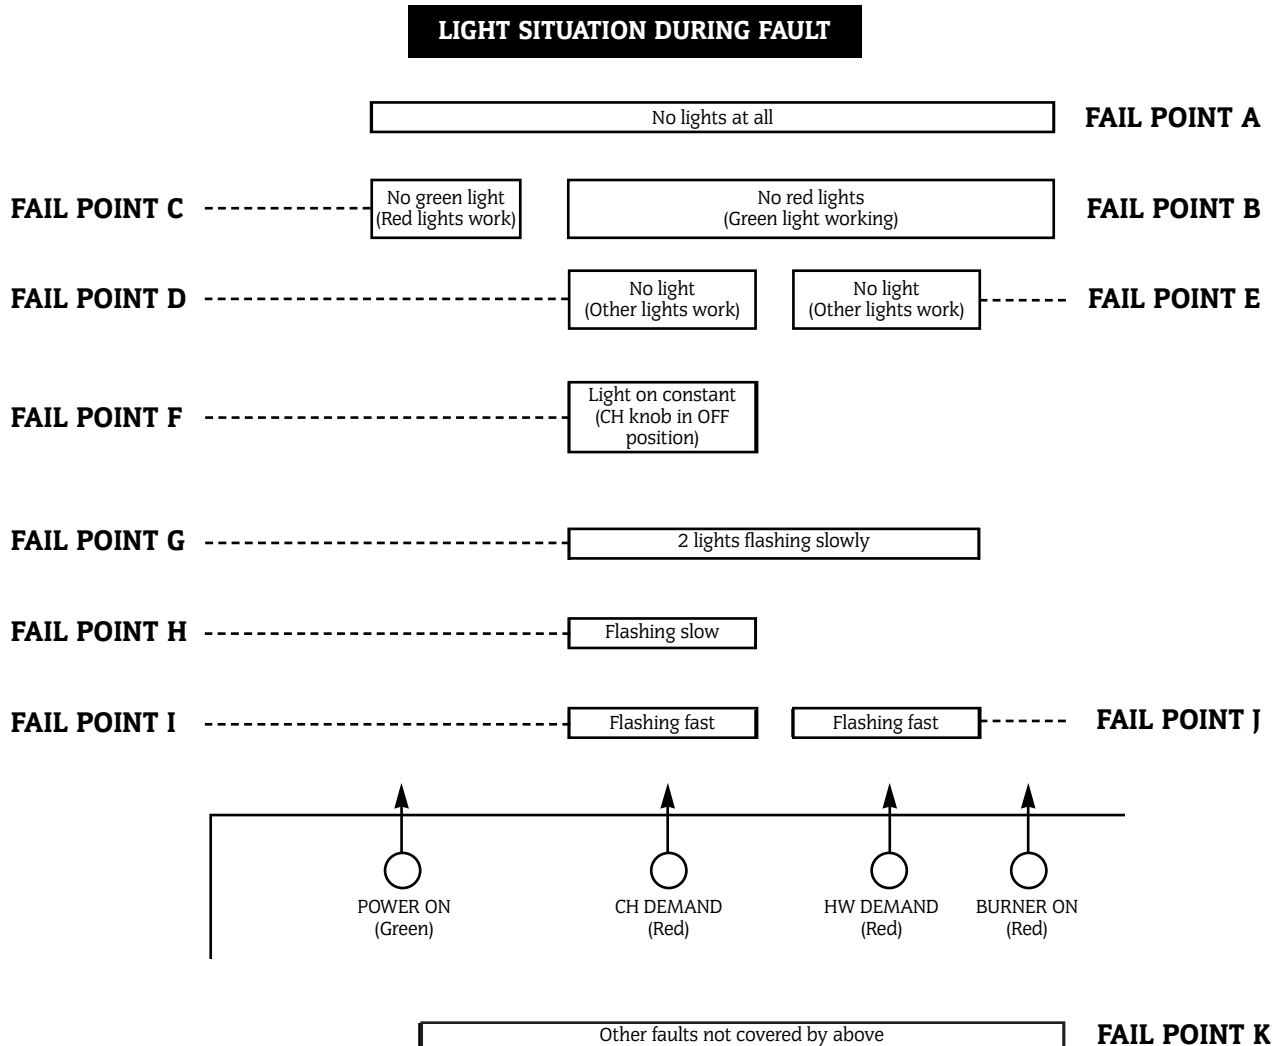 LIGHT SITUATION DURING FAULT
No lights at all
FAIL POINT A
FAIL POINT C
No green light
(Red lights work)
No red lights
(Green light working)
FAIL POINT B
FAIL POINT D
No light
(Other lights work)
No light
(Other lights work)
FAIL POINT E
FAIL POINT F
Light on constant
(CH knob in OFF
position)
FAIL POINT G
2 lights flashing slowly
FAIL POINT H
Flashing slow
FAIL POINT I
Flashing fast
Flashing fast
FAIL POINT J
POWER ON
(Green)
CH DEMAND
(Red)
HW DEMAND
(Red)
BURNER ON
(Red)
Other faults not covered by above
FAIL POINT K